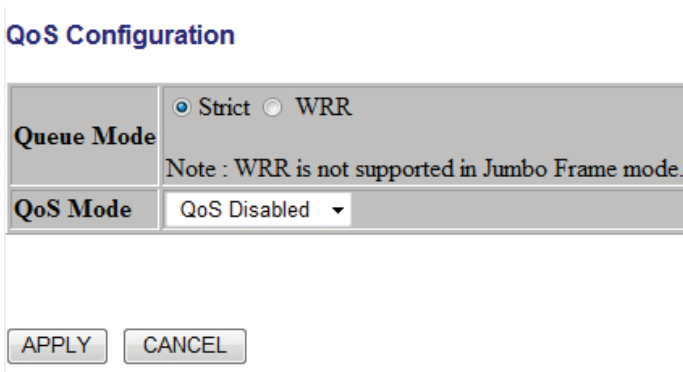 QoS Configuration
Queue Mode
Strict WRR
Note : WRR is not supported in Jumbo Frame mode.
QoS Mode
QoS Disabled
APPLY CANCEL